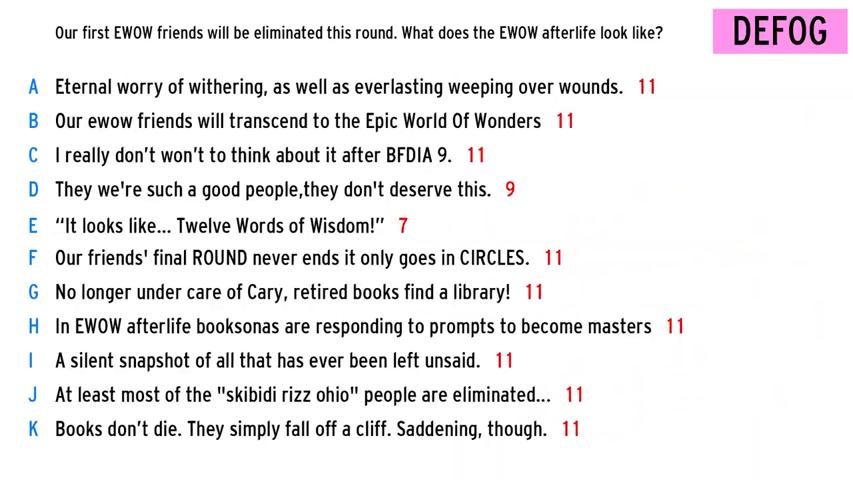 Our first EWOW friends will be eliminated this round. What does the EWOW afterlife look like?
DEFOG
A Eternal worry of withering, as well as everlasting weeping over wounds. 11
B Our ewow friends will transcend to the Epic World Of Wonders 11
C I really don’t won’t to think about it after BFDIA 9. 11
D They we're such a good people,they don't deserve this. 9
E “It looks like... Twelve Words of Wisdom!” 7
F Our friends' final ROUND never ends it only goes in CIRCLES. 11
G No longer under care of Cary, retired books find a library! 11
H In EWOW afterlife booksonas are responding to prompts to become masters 11
I A silent snapshot of all that has ever been left unsaid. 11
J At least most of the "skibidi rizz ohio" people are eliminated... 11
K Books don’t die. They simply fall off a cliff. Saddening, though. 11